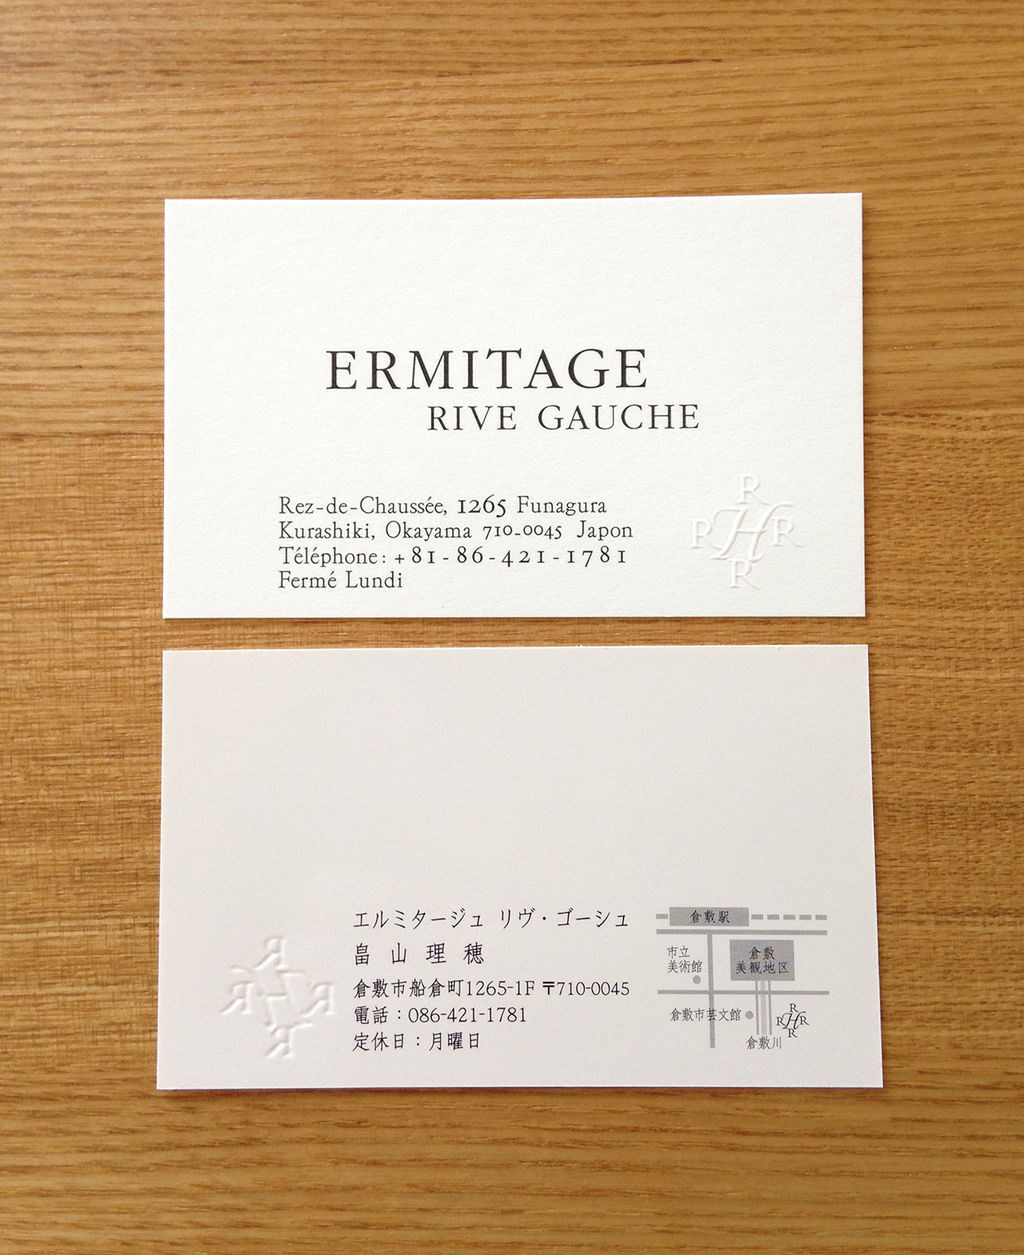 ERMITAGE
RIVE GAUCHE
Rez-de-Chaussée, 1265 Funagura
Kurashiki, Okayama 710-0045 Japon
Téléphone: +81-86-421-1781
Fermé Lundi
R
R H R
R
エルミタージュ リヴ・ゴーシュ
畠 山 理 穂
倉敷市船倉町1265-1F 〒710-0045
電話:086-421-1781
定休日:月曜日
R
R H R
R
倉敷駅
市立
美術館
倉敷
美観地区
倉敷市芸文館
R
R H R
R
倉敷川